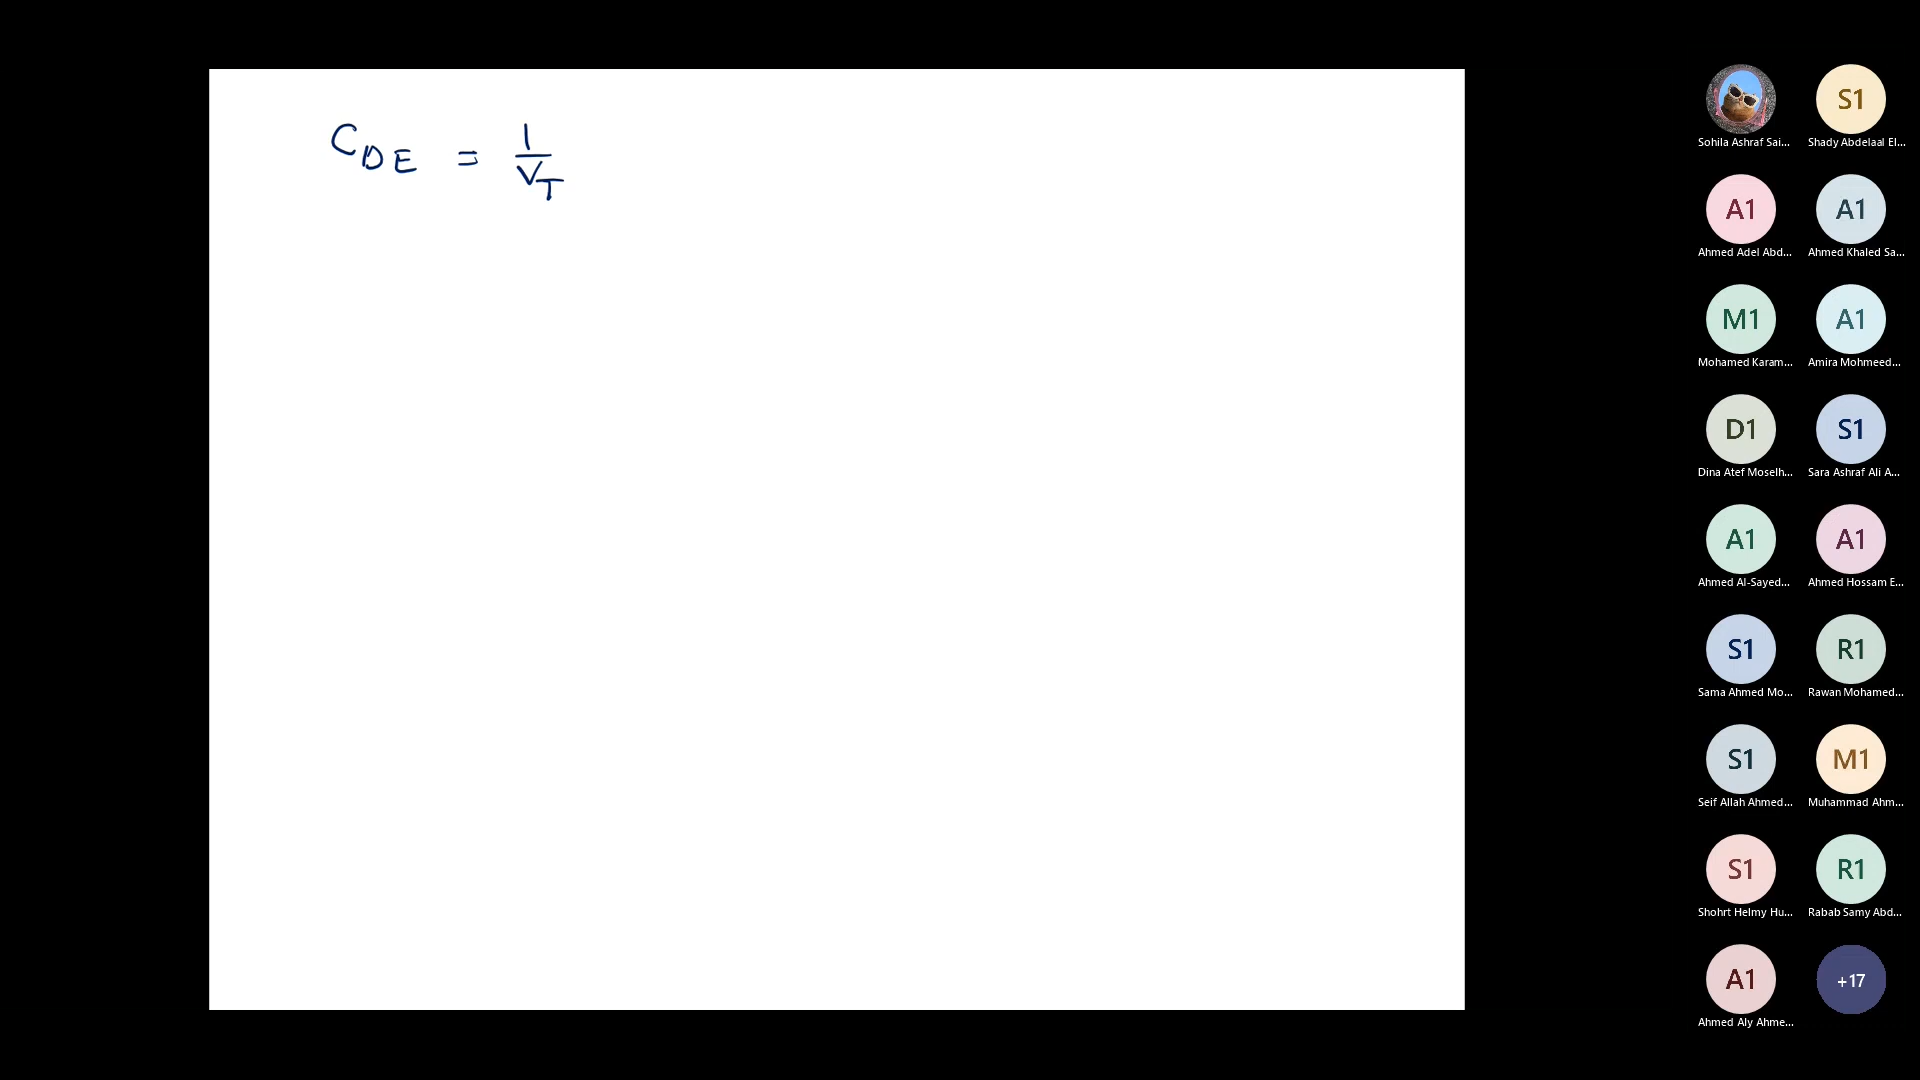 C_DE = 1/V_T
Sohila Ashraf Sai...
S1
Shady Abdelaal El...
A1
Ahmed Adel Abd...
A1
Ahmed Khaled Sa...
M1
Mohamed Karam...
A1
Amira Mohmeed...
D1
Dina Atef Moselh...
S1
Sara Ashraf Ali A...
A1
Ahmed Al-Sayed...
A1
Ahmed Hossam E...
S1
Sama Ahmed Mo...
R1
Rawan Mohamed...
S1
Seif Allah Ahmed...
M1
Muhammad Ahm...
S1
Shohrt Helmy Hu...
R1
Rabab Samy Abd...
A1
Ahmed Aly Ahme...
+17